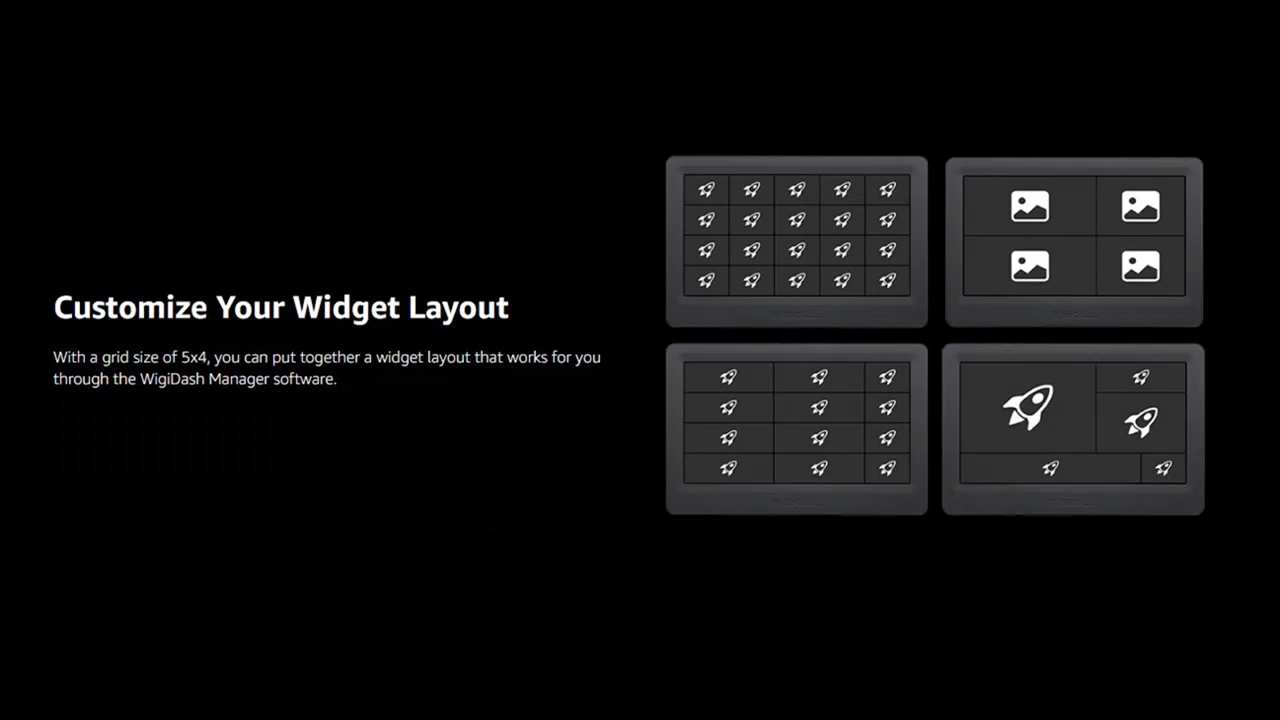 Customize Your Widget Layout
With a grid size of 5x4, you can put together a widget layout that works for you
through the WigiDash Manager software.